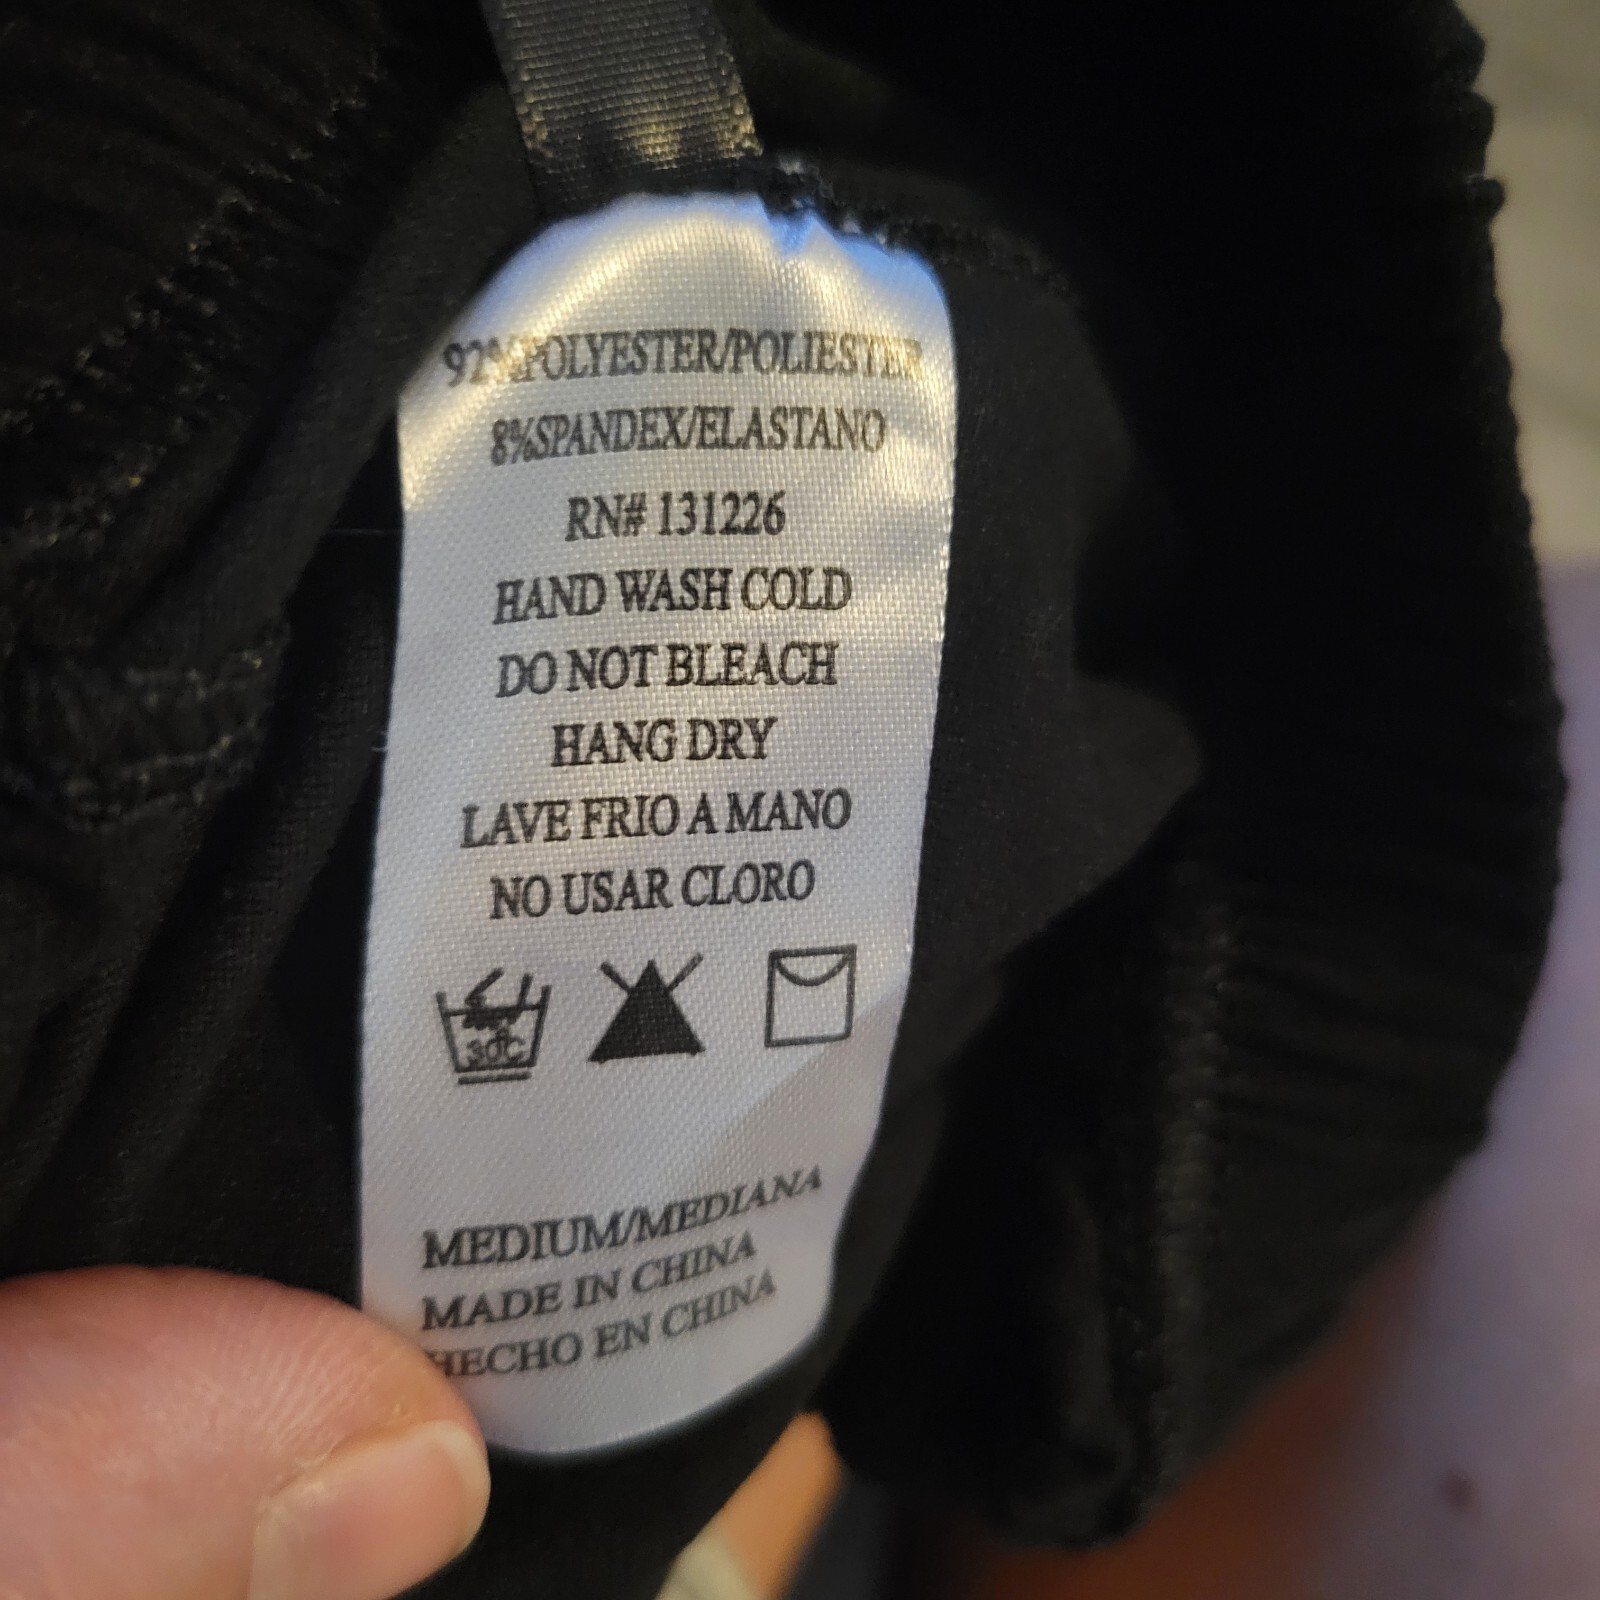 92%POLYESTER/POLIESTER
8%SPANDEX/ELASTANO
RN# 131226
HAND WASH COLD
DO NOT BLEACH
HANG DRY
LAVE FRIO A MANO
NO USAR CLORO
30C
MEDIUM/MEDIANA
MADE IN CHINA
HECHO EN CHINA